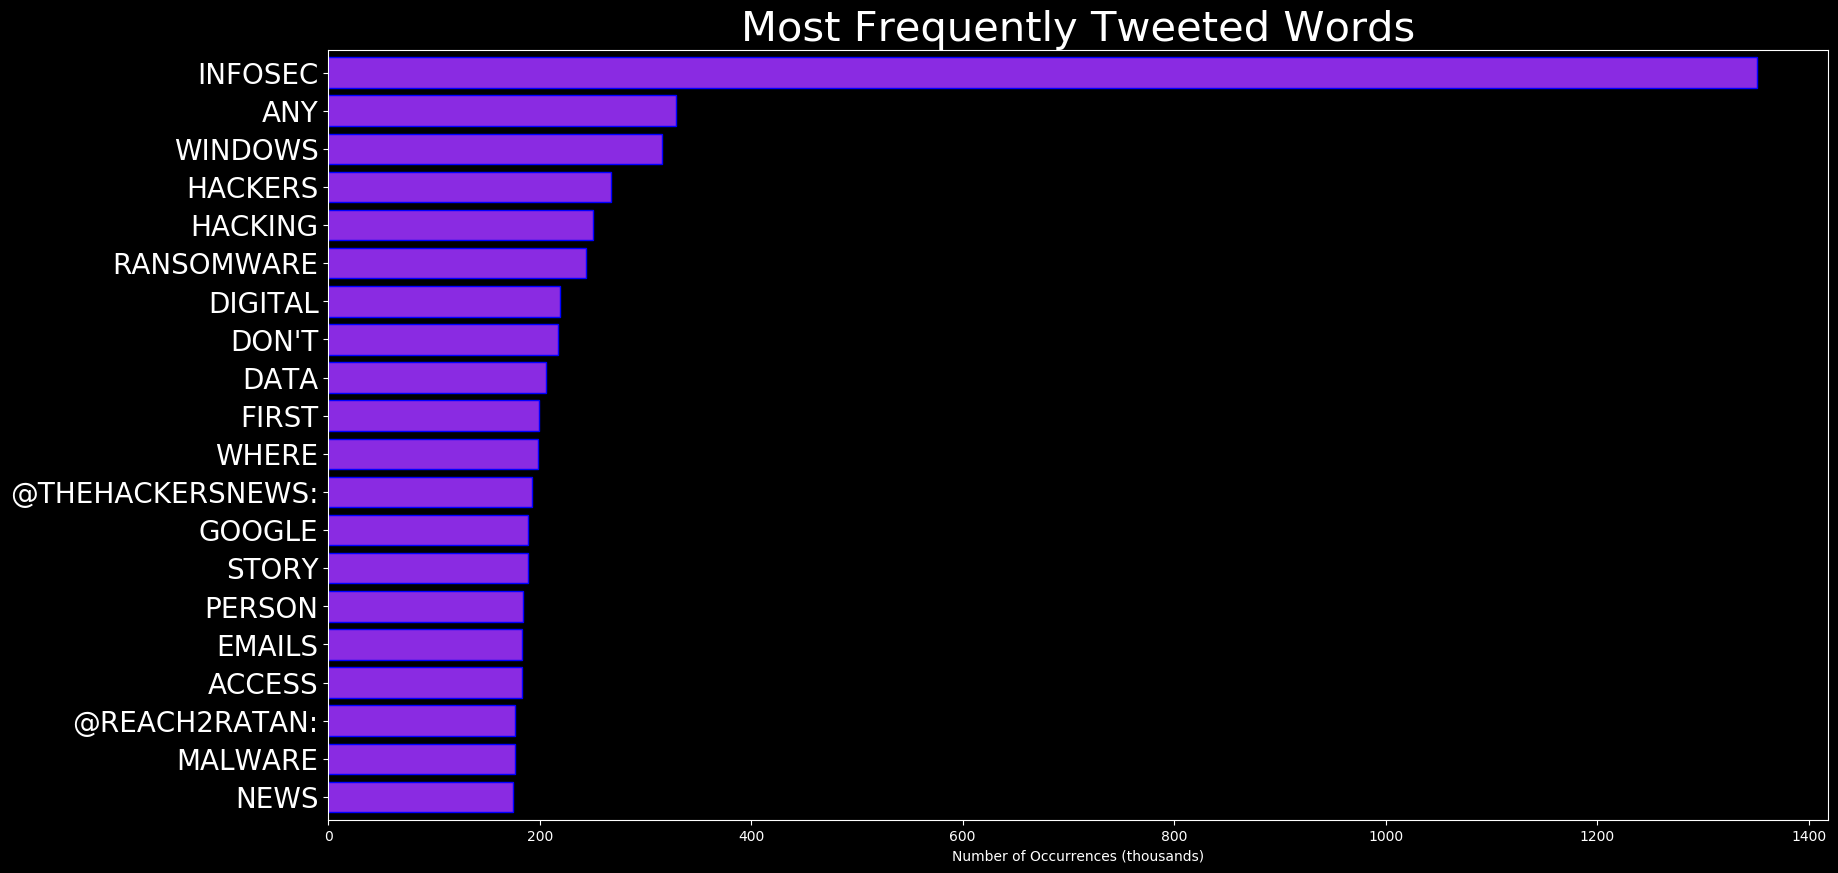 Most Frequently Tweeted Words
INFOSEC
ANY
WINDOWS
HACKERS
HACKING
RANSOMWARE
DIGITAL
DON'T
DATA
FIRST
WHERE
@THEHACKERSNEWS:
GOOGLE
STORY
PERSON
EMAILS
ACCESS
@REACH2RATAN:
MALWARE
NEWS
0 200 400 600 800 1000 1200 1400
Number of Occurrences (thousands)